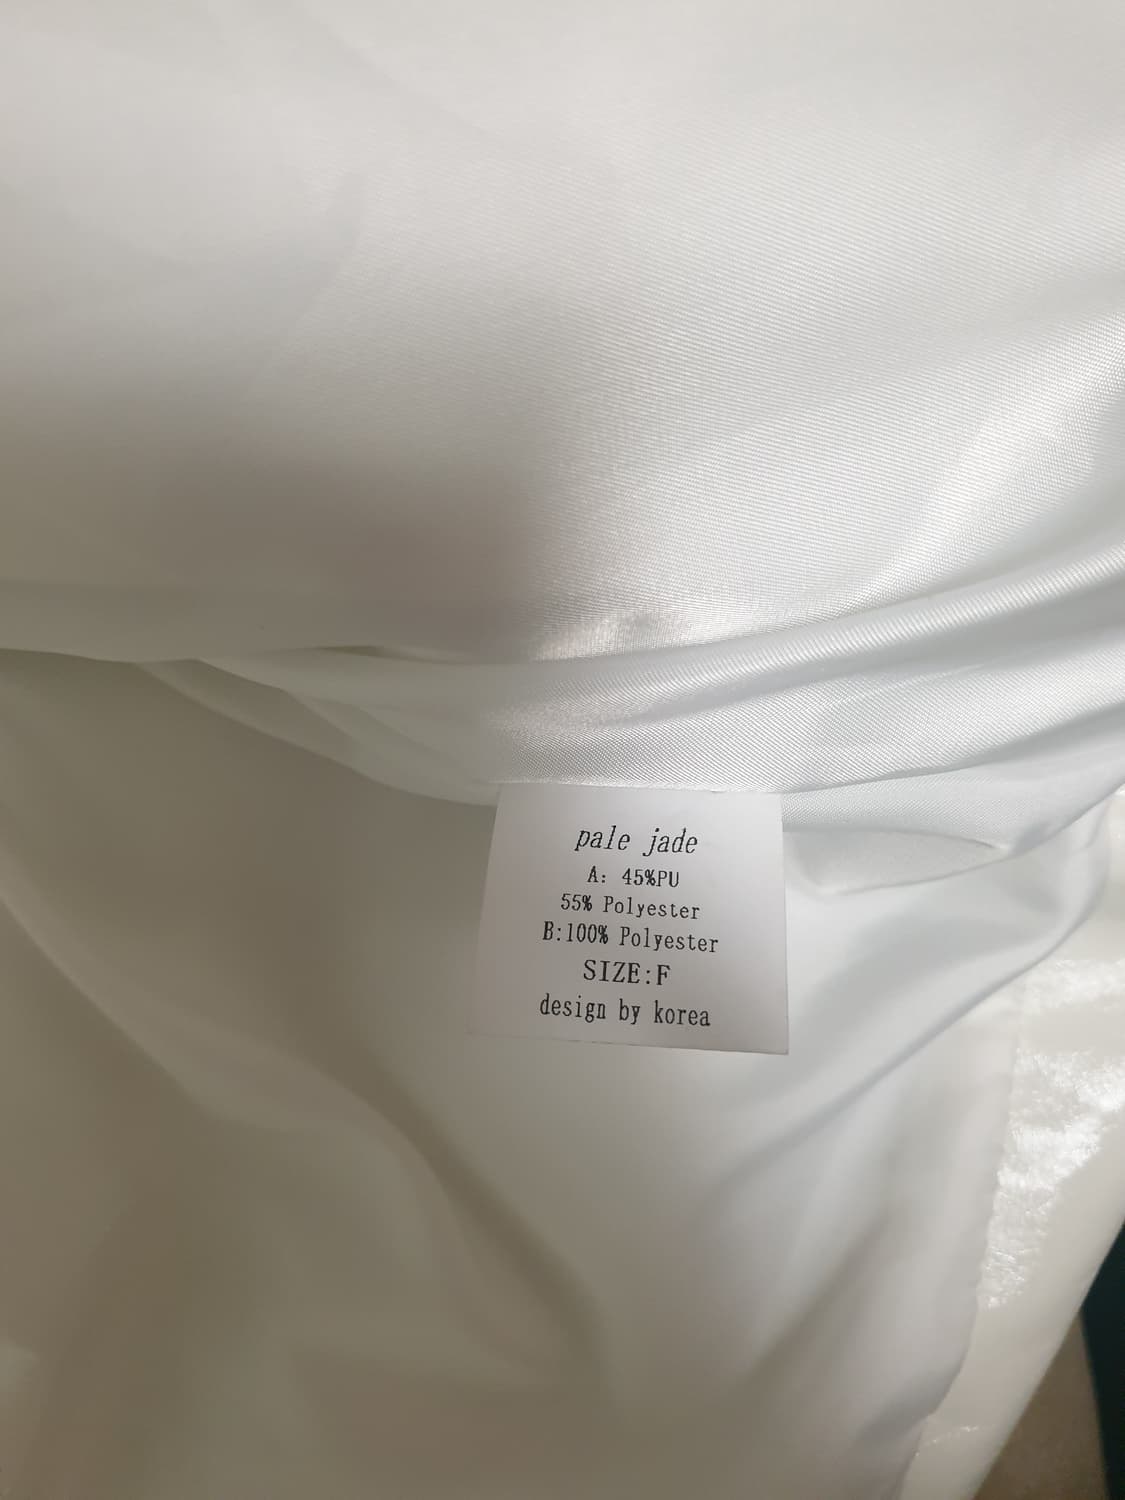 pale jade
A: 45%PU
55% Polyester
B:100% Polyester
SIZE:F
design by korea